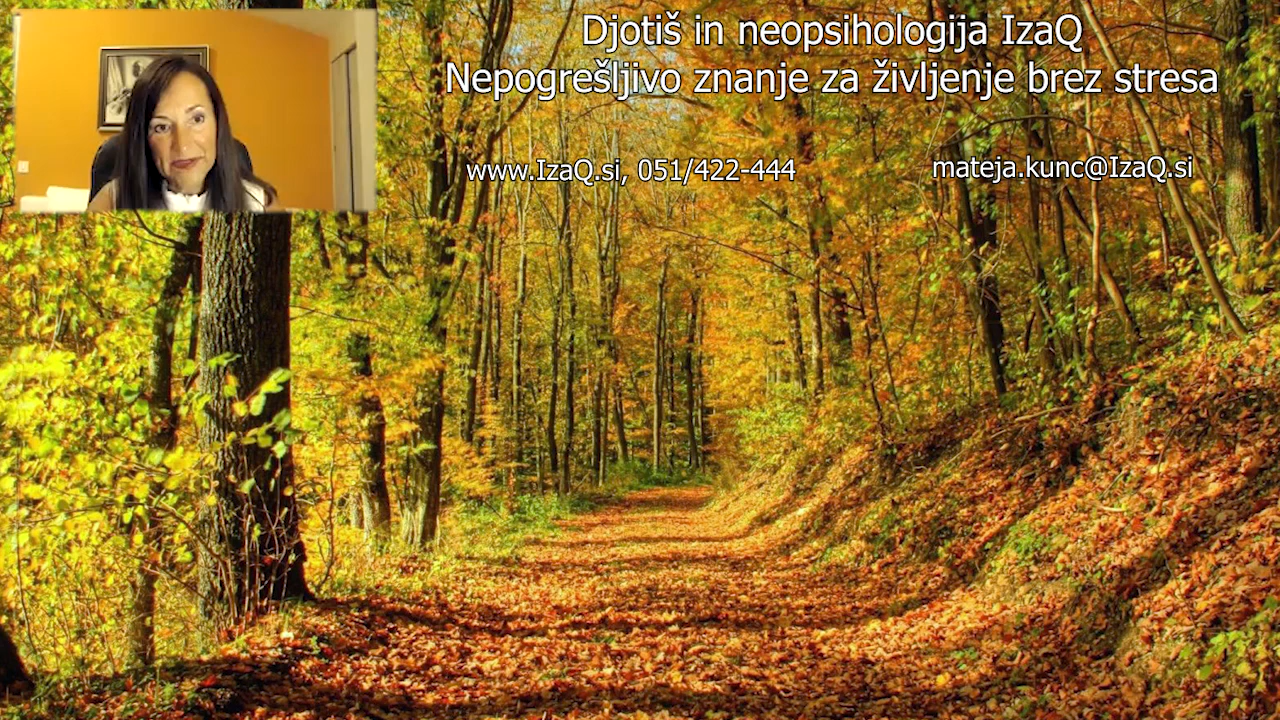 Djotiš in neopsihologija IzaQ
Nepogrešljivo znanje za življenje brez stresa
www.IzaQ.si, 051/422-444
mateja.kunc@IzaQ.si